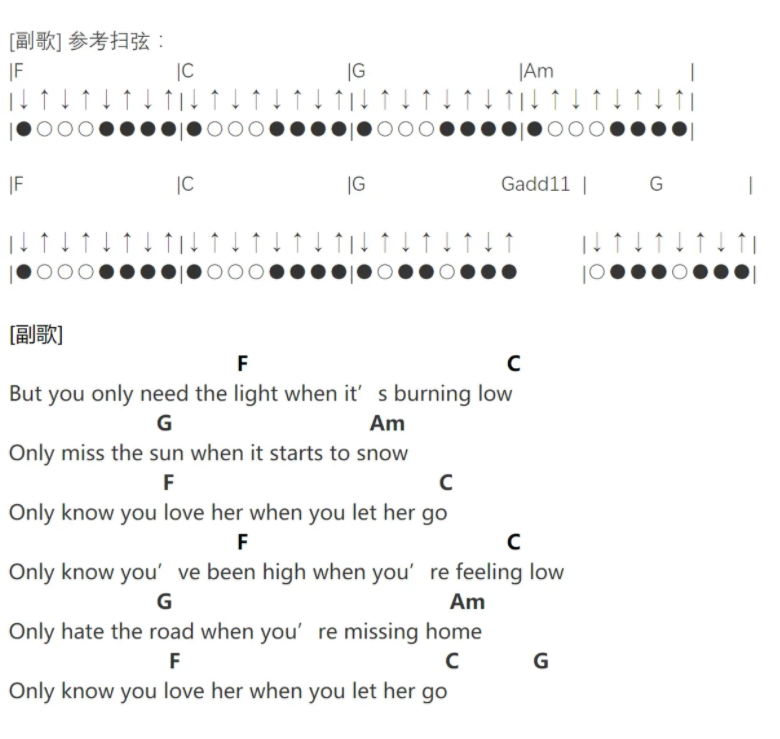 [副歌] 参考扫弦：
|F |C |G |Am |
|↓ ↑ ↓ ↑ ↓ ↑ ↓ ↑|↓ ↑ ↓ ↑ ↓ ↑ ↓ ↑|↓ ↑ ↓ ↑ ↓ ↑ ↓ ↑|↓ ↑ ↓ ↑ ↓ ↑ ↓ ↑|
|●○○○●●●●|●○○○●●●●|●○○○●●●●|●○○○●●●●|
|F |C |G Gadd11 | G |
|↓ ↑ ↓ ↑ ↓ ↑ ↓ ↑|↓ ↑ ↓ ↑ ↓ ↑ ↓ ↑|↓ ↑ ↓ ↑ ↓ ↑ ↓ ↑ |↓ ↑ ↓ ↑ ↓ ↑ ↓ ↑|
|●○○○●●●●|●○○○●●●●|●○●●○●●● |○●●●○●●●|
[副歌]
F C
But you only need the light when it’s burning low
G Am
Only miss the sun when it starts to snow
F C
Only know you love her when you let her go
F C
Only know you’ve been high when you’re feeling low
G Am
Only hate the road when you’re missing home
F C G
Only know you love her when you let her go